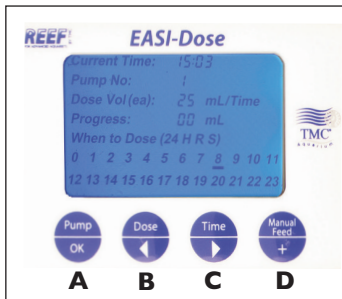 REEF! EASI-Dose
Current Time: 15:03
Pump No: 1
Dose Vol(ea): 25 mL/Time
Progress: 00 mL
When to Dose (24 H R S)
0 1 2 3 4 5 6 7 8 9 10 11
12 13 14 15 16 17 18 19 20 21 22 23
TMC
Pump Dose Time Manual Feed
OK +
A B C D